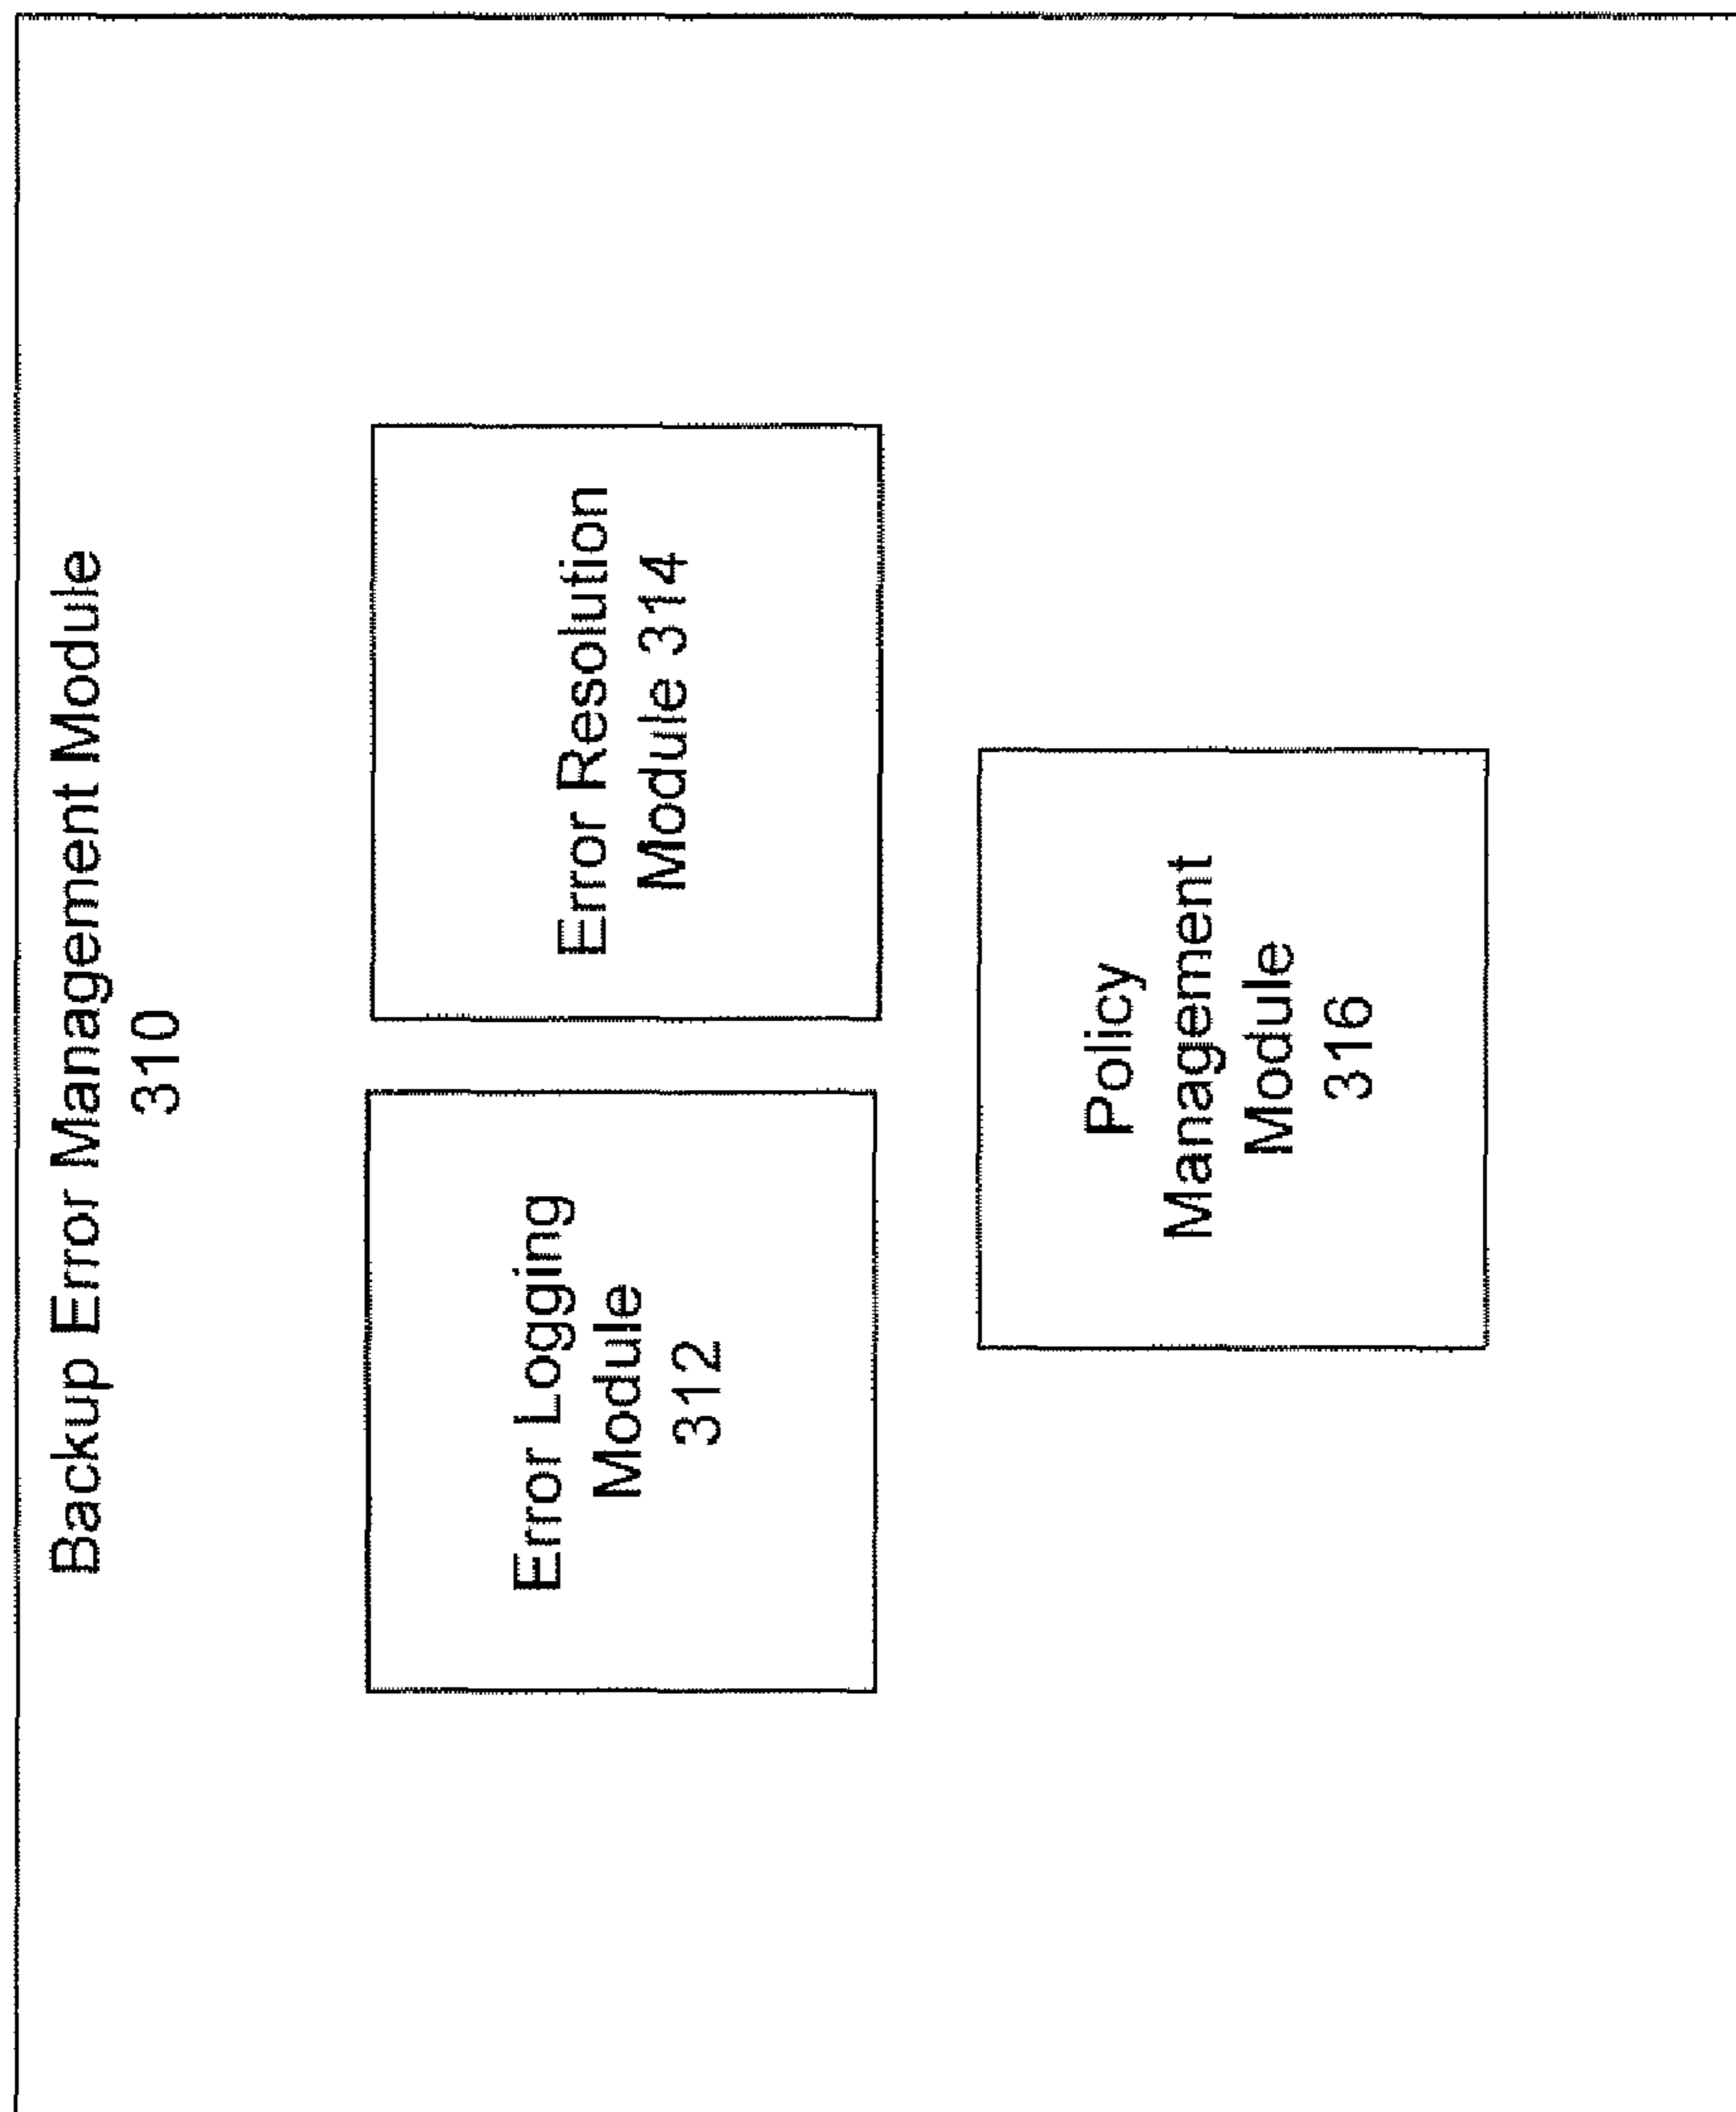 Backup Error Management Module
310
Error Logging
Module
312
Error Resolution
Module 314
Policy
Management
Module
316